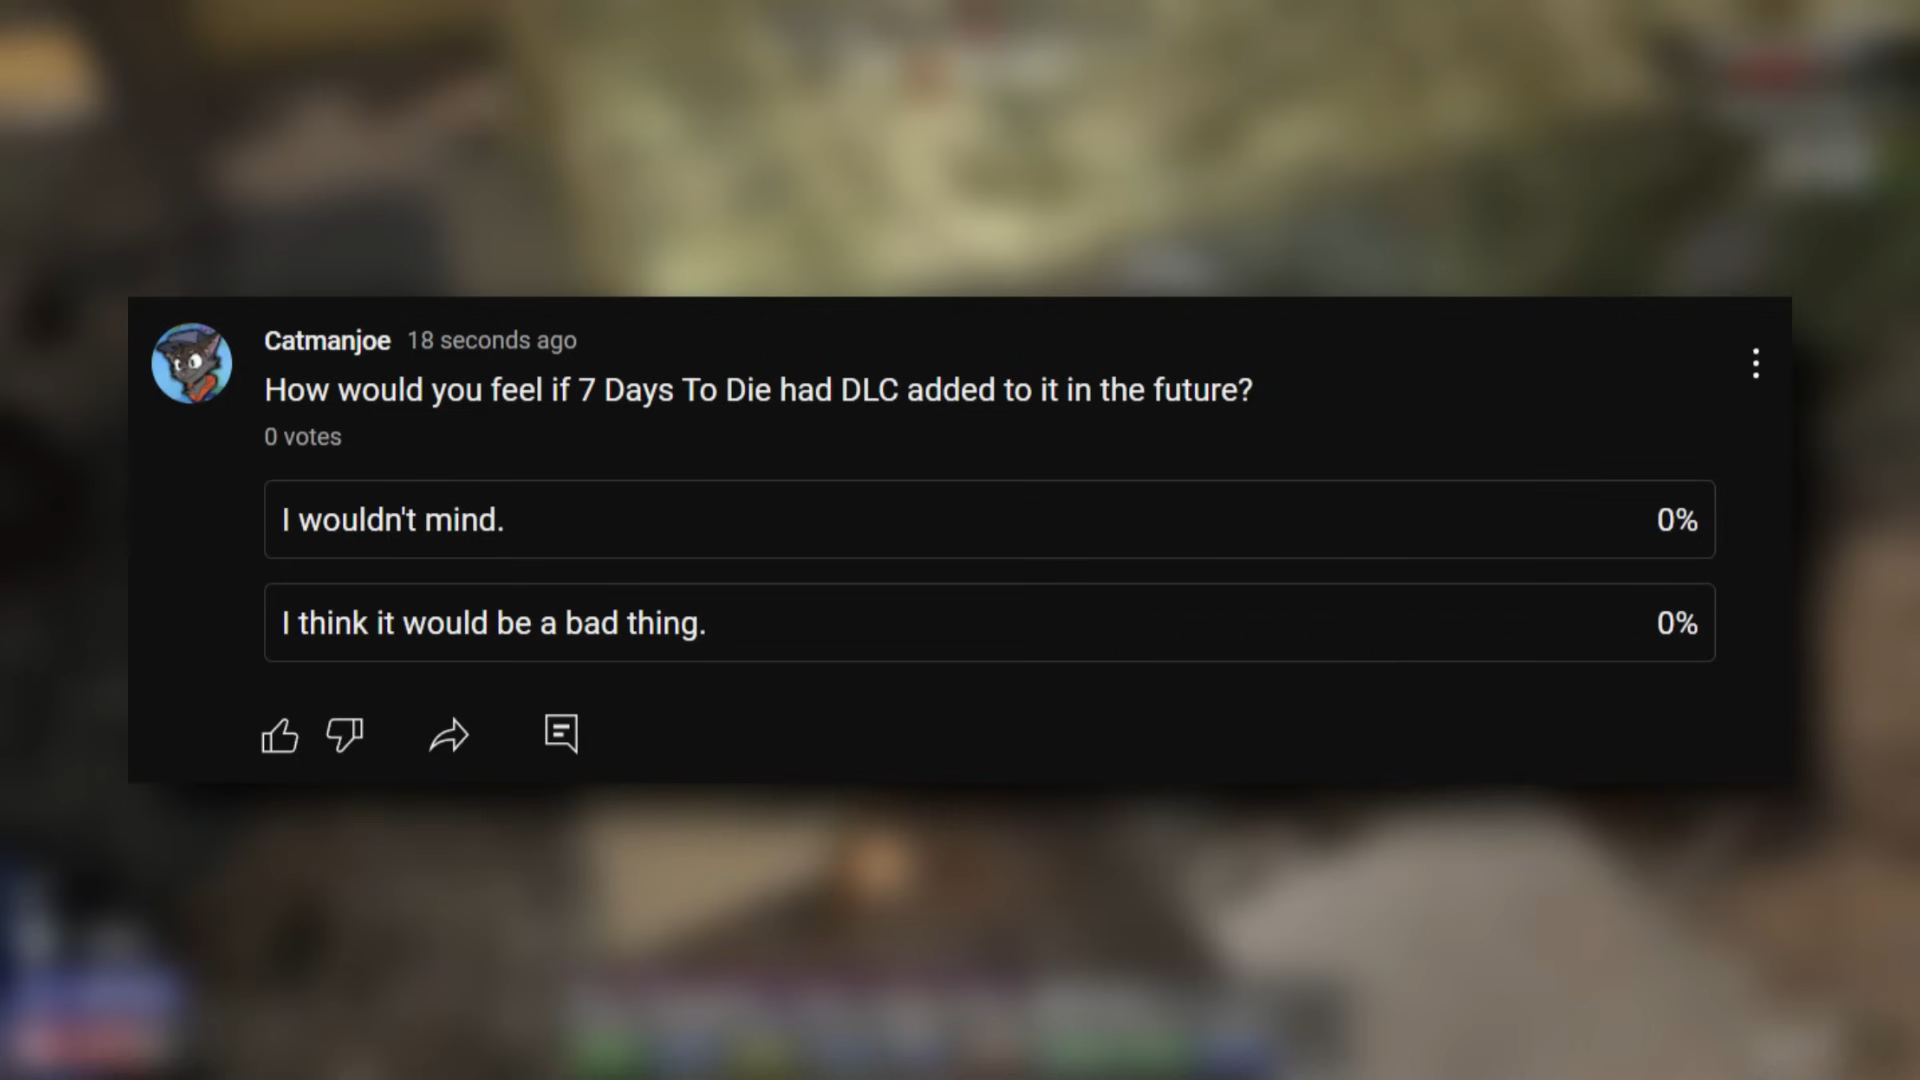 Catmanjoe 18 seconds ago
How would you feel if 7 Days To Die had DLC added to it in the future?
0 votes
I wouldn't mind. 0%
I think it would be a bad thing. 0%